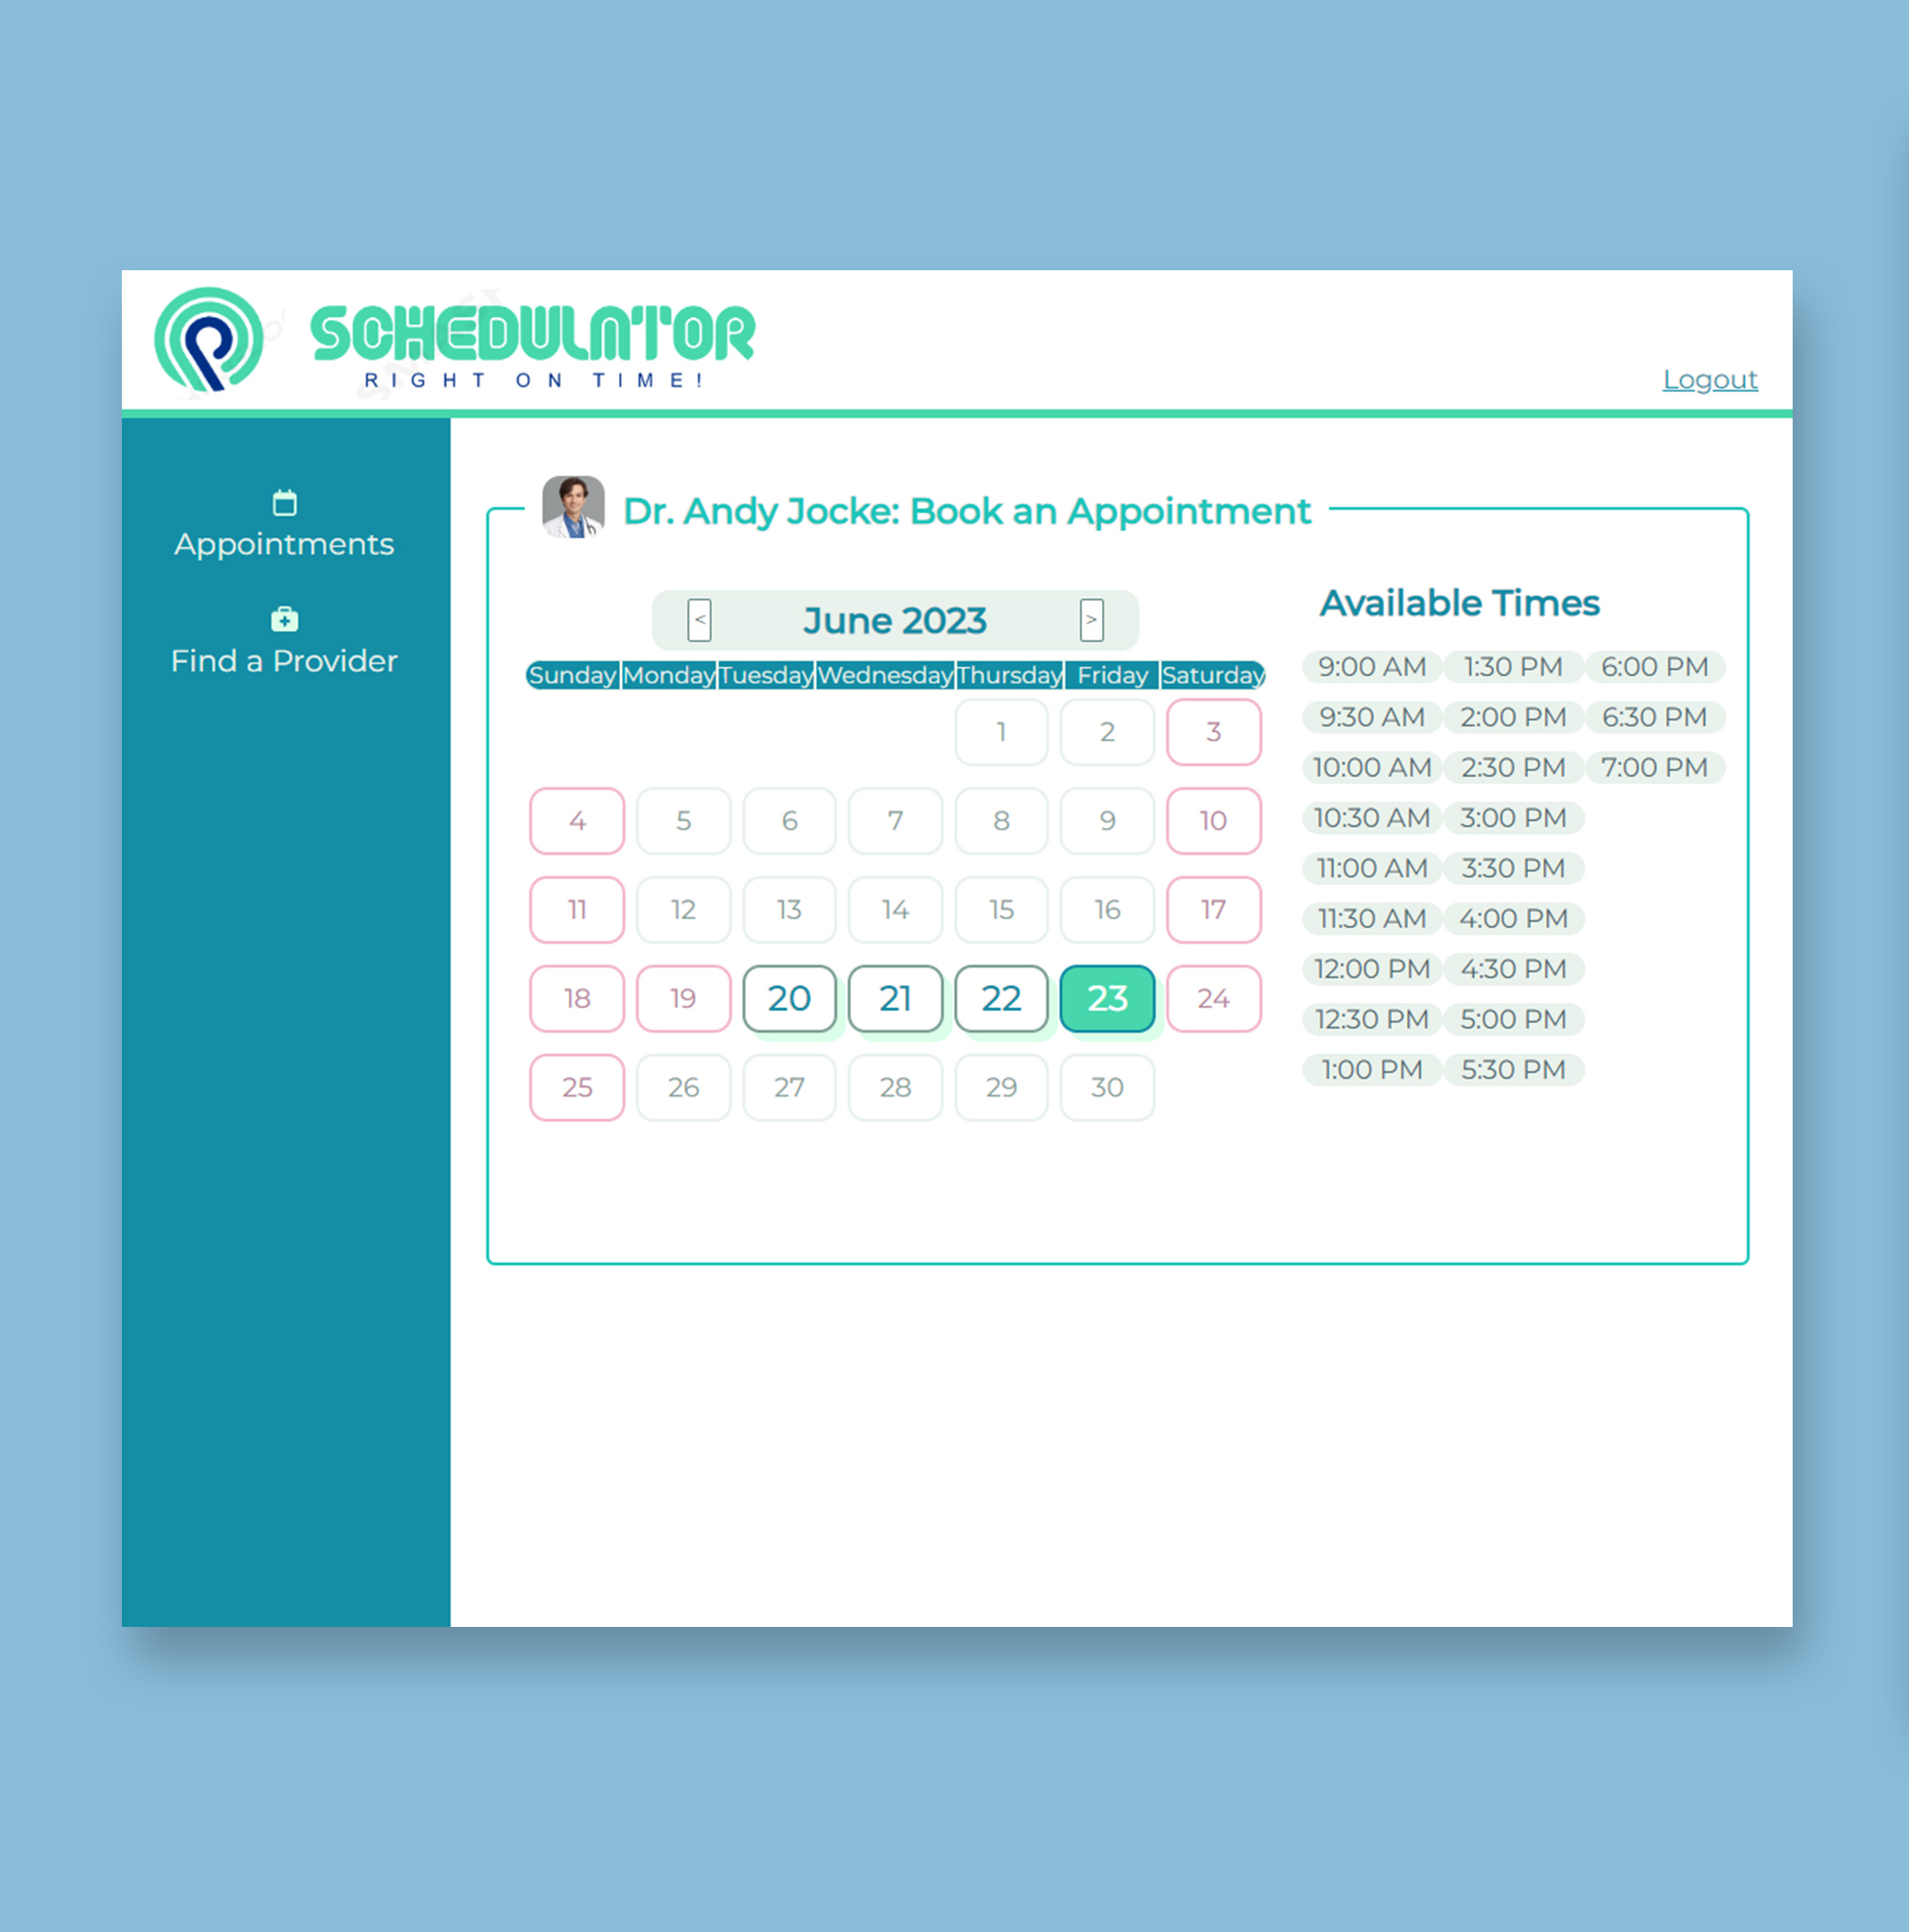 SCHEDULATOR
RIGHT ON TIME!
Logout
Appointments
Find a Provider
Dr. Andy Jocke: Book an Appointment
< June 2023 >
Sunday Monday Tuesday Wednesday Thursday Friday Saturday
1 2 3
4 5 6 7 8 9 10
11 12 13 14 15 16 17
18 19 20 21 22 23 24
25 26 27 28 29 30
Available Times
9:00 AM 1:30 PM 6:00 PM
9:30 AM 2:00 PM 6:30 PM
10:00 AM 2:30 PM 7:00 PM
10:30 AM 3:00 PM
11:00 AM 3:30 PM
11:30 AM 4:00 PM
12:00 PM 4:30 PM
12:30 PM 5:00 PM
1:00 PM 5:30 PM